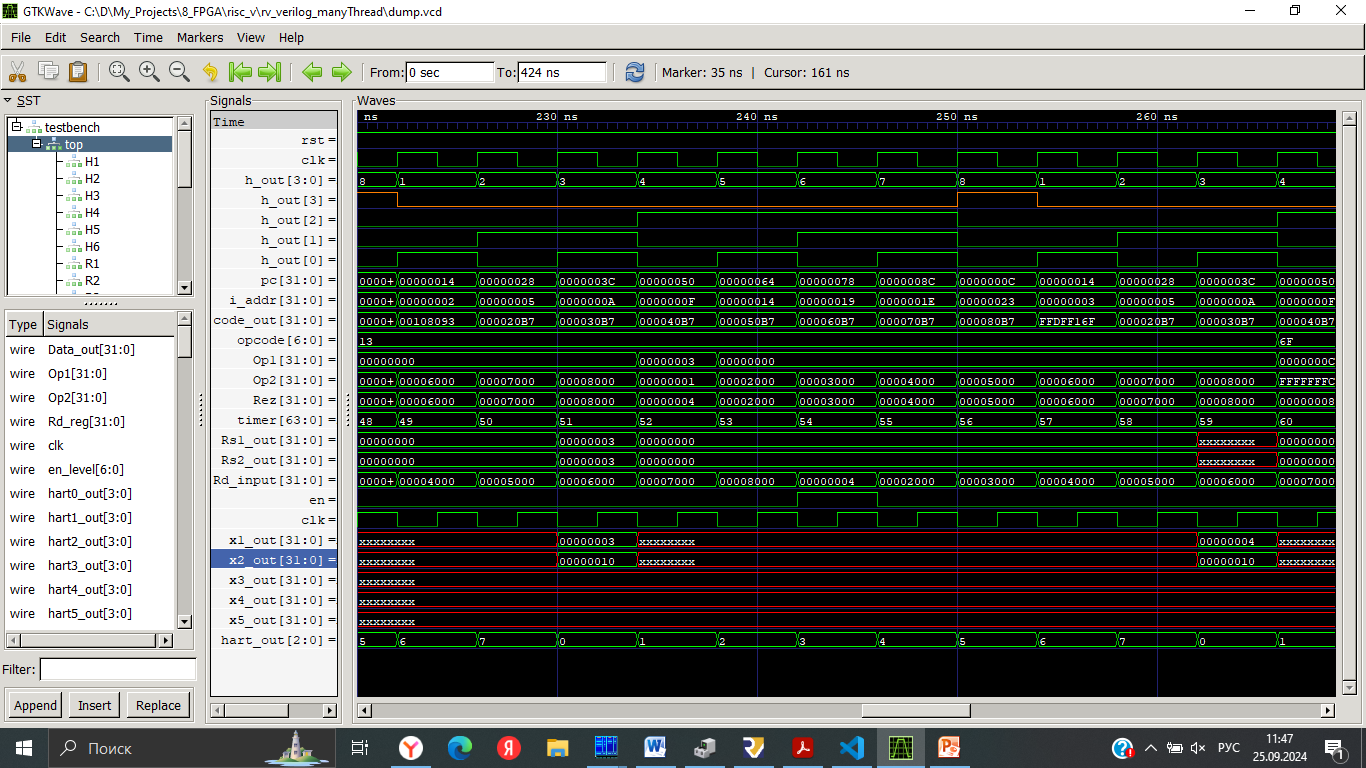 GTKWave - C:\D\My_Projects\8_FPGA\risc_v\rv_verilog_manyThread\dump.vcd
File Edit Search Time Markers View Help
From: 0 sec To: 424 ns Marker: 35 ns | Cursor: 161 ns
SST
testbench
top
H1
H2
H3
H4
H5
H6
R1
R2
Type Signals
wire Data_out[31:0]
wire Op1[31:0]
wire Op2[31:0]
wire Rd_reg[31:0]
wire clk
wire en_level[6:0]
wire hart0_out[3:0]
wire hart1_out[3:0]
wire hart2_out[3:0]
wire hart3_out[3:0]
wire hart4_out[3:0]
wire hart5_out[3:0]
Filter:
Append Insert Replace
Signals
Waves
Time
ns 230 ns 240 ns 250 ns 260 ns
rst =
clk =
h_out[3:0] = 8 1 2 3 4 5 6 7 8 1 2 3 4
h_out[3] =
h_out[2] =
h_out[1] =
h_out[0] =
pc[31:0] = 0000+ 00000014 00000028 0000003C 00000050 00000064 00000078 0000008C 0000000C 00000014 00000028 0000003C 00000050
i_addr[31:0] = 0000+ 00000002 00000005 0000000A 0000000F 00000014 00000019 0000001E 00000023 00000003 00000005 0000000A 0000000F
code_out[31:0] = 0000+ 00108093 000020B7 000030B7 000040B7 000050B7 000060B7 000070B7 000080B7 FFDFF16F 000020B7 000030B7 000040B7
opcode[6:0] = 13 6F
Op1[31:0] = 00000000 00000003 00000000 0000000C
Op2[31:0] = 0000+ 00006000 00007000 00008000 00000001 00002000 00003000 00004000 00005000 00006000 00007000 00008000 FFFFFFFC
Rez[31:0] = 0000+ 00006000 00007000 00008000 00000004 00002000 00003000 00004000 00005000 00006000 00007000 00008000 00000008
timer[63:0] = 48 49 50 51 52 53 54 55 56 57 58 59 60
Rs1_out[31:0] = 00000000 00000003 00000000 xxxxxxxx 00000000
Rs2_out[31:0] = 00000000 00000003 00000000 xxxxxxxx 00000000
Rd_input[31:0] = 0000+ 00004000 00005000 00006000 00007000 00008000 00000004 00002000 00003000 00004000 00005000 00006000 00007000
en =
clk =
x1_out[31:0] = xxxxxxxx 00000003 xxxxxxxx 00000004 xxxxxxxx
x2_out[31:0] = xxxxxxxx 00000010 xxxxxxxx 00000010 xxxxxxxx
x3_out[31:0] = xxxxxxxx
x4_out[31:0] = xxxxxxxx
x5_out[31:0] = xxxxxxxx
hart_out[2:0] = 5 6 7 0 1 2 3 4 5 6 7 0 1
Поиск
РУС
11:47
25.09.2024
1